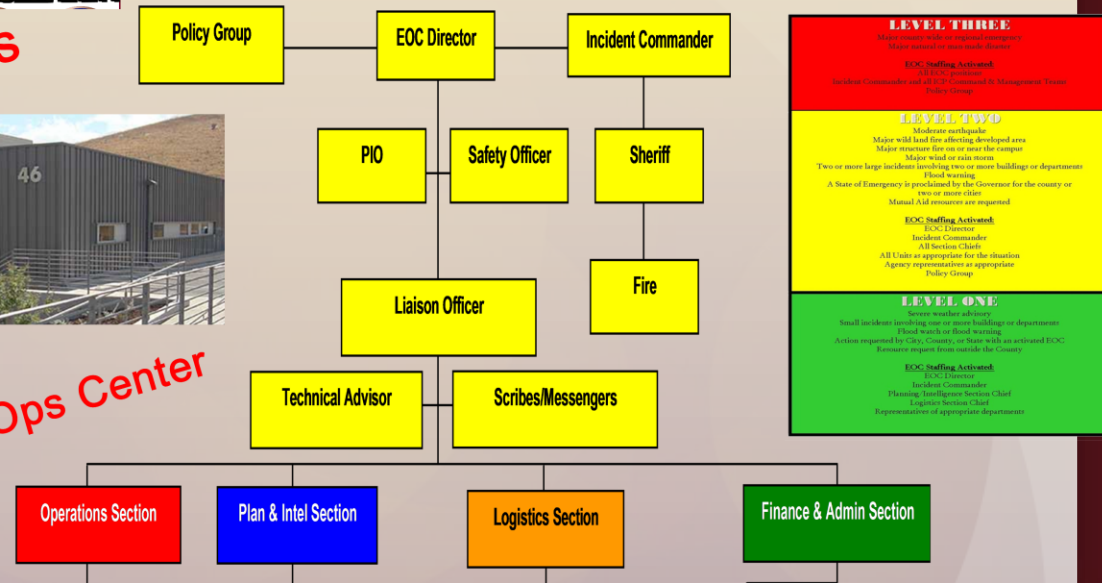 s
Policy Group
EOC Director
Incident Commander
46
PIO
Safety Officer
Sheriff
Liaison Officer
Fire
Ops Center
Technical Advisor
Scribes/Messengers
Operations Section
Plan & Intel Section
Logistics Section
Finance & Admin Section
LEVEL THREE
Major county-wide or regional emergency
Major natural or man-made disaster
EOC Staffing Activated:
All EOC positions
Incident Commander and all ICP Command & Management Teams
Policy Group
LEVEL TWO
Moderate earthquake
Major wild land fire affecting developed area
Major structure fire on or near the campus
Major wind or rain storm
Two or more large incidents involving two or more buildings or departments
Flood warning
A State of Emergency is proclaimed by the Governor for the county or
two or more cities
Mutual Aid resources are requested
EOC Staffing Activated:
EOC Director
Incident Commander
All Section Chiefs
All Units as appropriate for the situation
Agency representatives as appropriate
Policy Group
LEVEL ONE
Severe weather advisory
Small incidents involving one or more buildings or departments
Flood watch or flood warning
Action requested by City, County, or State with an activated EOC
Resource request from outside the County
EOC Staffing Activated:
EOC Director
Incident Commander
Planning/Intelligence Section Chief
Logistics Section Chief
Representatives of appropriate departments